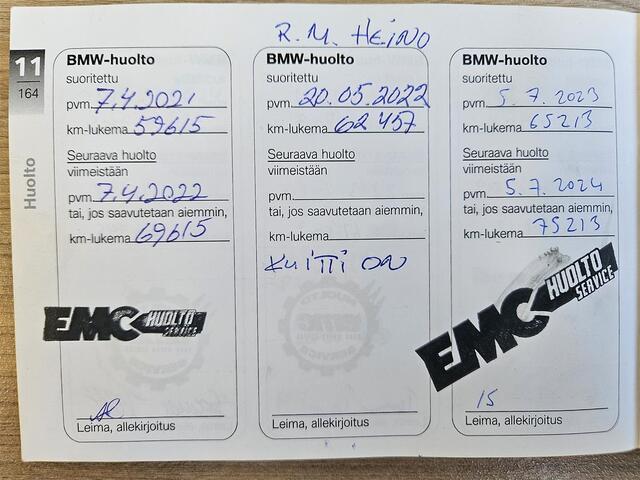 11
164
Huolto
BMW-huolto
suoritettu
pvm. 7.4.2021
km-lukema 59615
Seuraava huolto
viimeistään
pvm. 7.4.2022
tai, jos saavutetaan aiemmin,
km-lukema 69615
EMC HUOLTO SERVICE
Leima, allekirjoitus
R.M. HEINO
BMW-huolto
suoritettu
pvm. 20.05.2022
km-lukema 62457
Seuraava huolto
viimeistään
pvm.
tai, jos saavutetaan aiemmin,
km-lukema
KUITTI ON
Leima, allekirjoitus
BMW-huolto
suoritettu
pvm. 5.7.2023
km-lukema 65213
Seuraava huolto
viimeistään
pvm. 5.7.2024
tai, jos saavutetaan aiemmin,
km-lukema 75213
EMC HUOLTO SERVICE
15
Leima, allekirjoitus